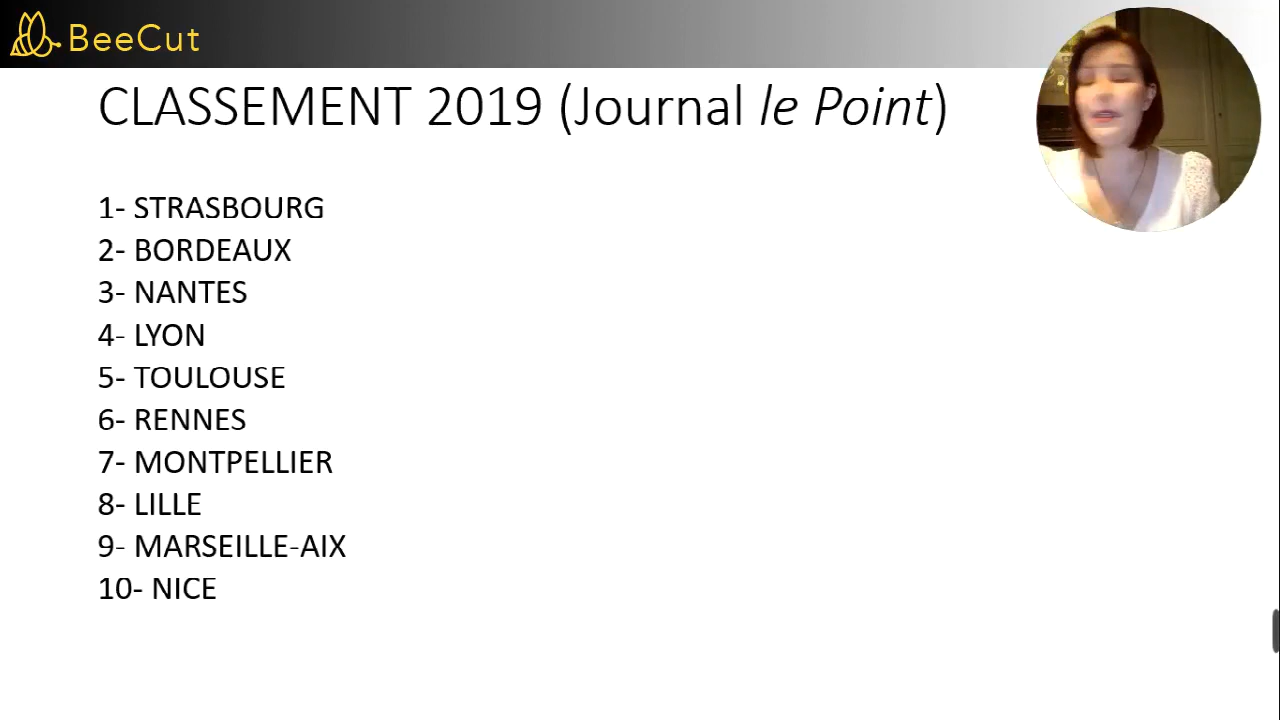 BeeCut
CLASSEMENT 2019 (Journal le Point)
1- STRASBOURG
2- BORDEAUX
3- NANTES
4- LYON
5- TOULOUSE
6- RENNES
7- MONTPELLIER
8- LILLE
9- MARSEILLE-AIX
10- NICE